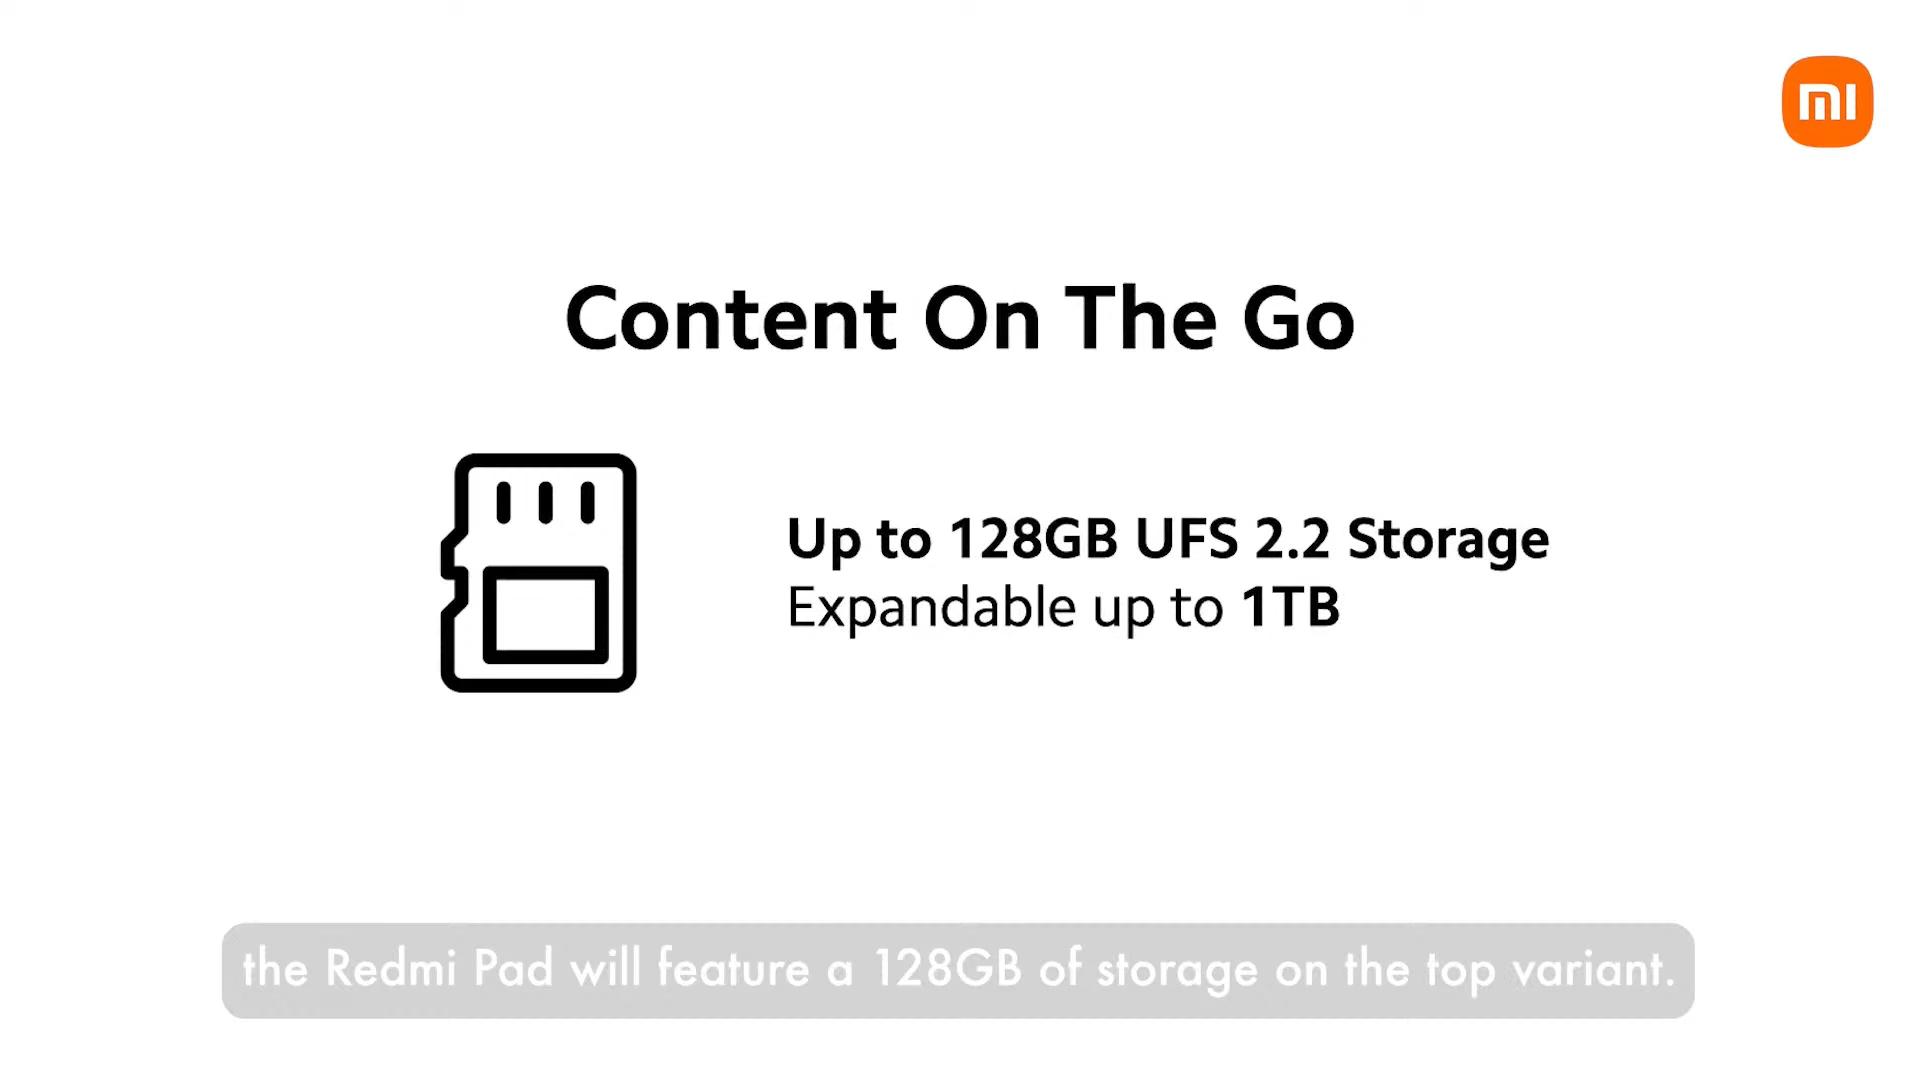 mi
Content On The Go
Up to 128GB UFS 2.2 Storage
Expandable up to 1TB
the Redmi Pad will feature a 128GB of storage on the top variant.